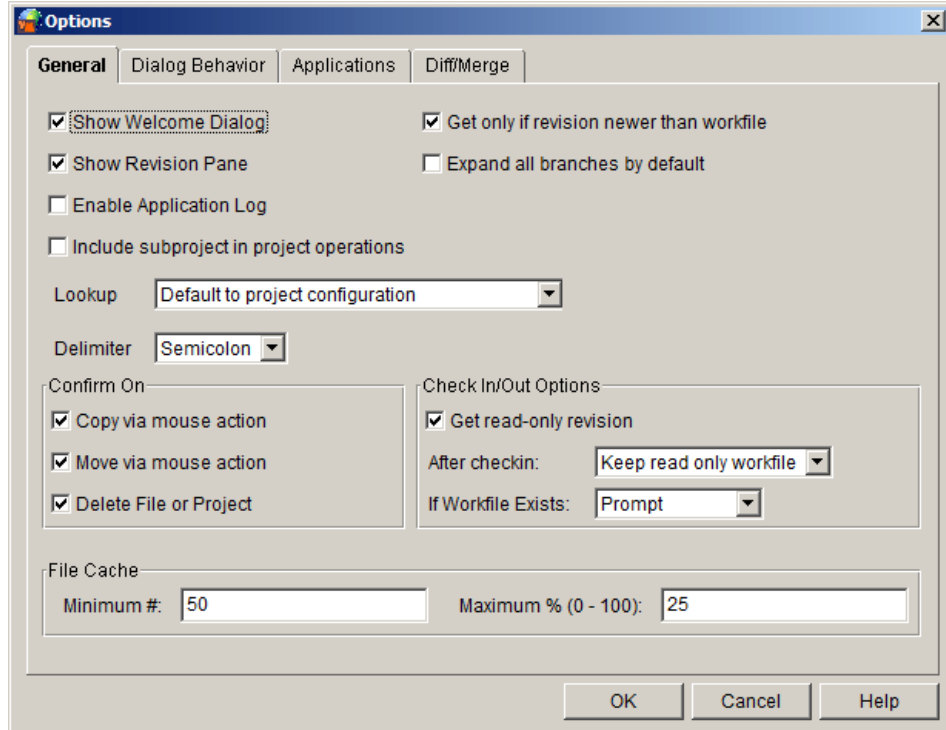 Options
General Dialog Behavior Applications Diff/Merge
Show Welcome Dialog Get only if revision newer than workfile
Show Revision Pane Expand all branches by default
Enable Application Log
Include subproject in project operations
Lookup Default to project configuration
Delimiter Semicolon
Confirm On
Copy via mouse action
Move via mouse action
Delete File or Project
Check In/Out Options
Get read-only revision
After checkin: Keep read only workfile
If Workfile Exists: Prompt
File Cache
Minimum #: 50 Maximum % (0 - 100): 25
OK Cancel Help